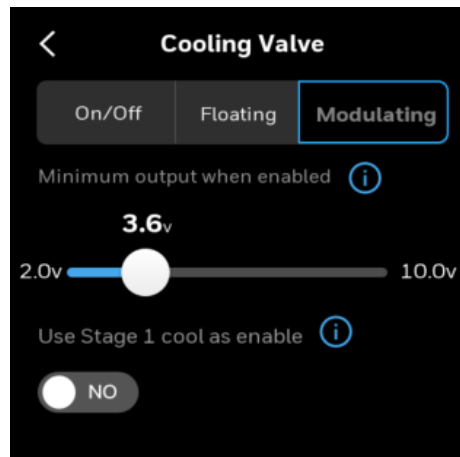 Cooling Valve
On/Off Floating Modulating
Minimum output when enabled i
3.6v
2.0v 10.0v
Use Stage 1 cool as enable i
NO